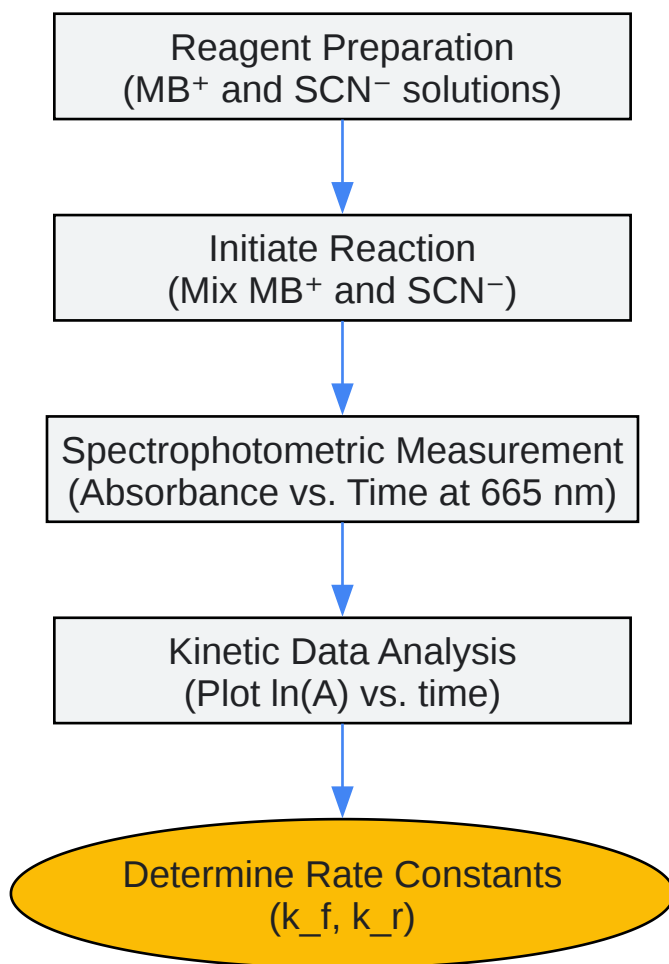 Reagent Preparation
(MB⁺ and SCN⁻ solutions)
Initiate Reaction
(Mix MB⁺ and SCN⁻)
Spectrophotometric Measurement
(Absorbance vs. Time at 665 nm)
Kinetic Data Analysis
(Plot ln(A) vs. time)
Determine Rate Constants
(k_f, k_r)